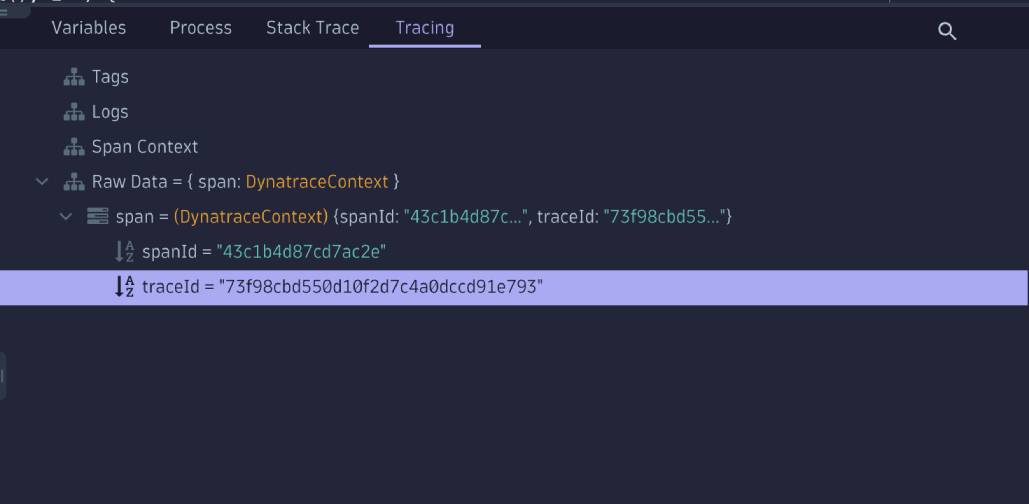 Variables Process Stack Trace Tracing
Tags
Logs
Span Context
Raw Data = { span: DynatraceContext }
span = (DynatraceContext) {spanId: "43c1b4d87c...", traceId: "73f98cbd55..."}
spanId = "43c1b4d87cd7ac2e"
traceId = "73f98cbd550d10f2d7c4a0dccd91e793"